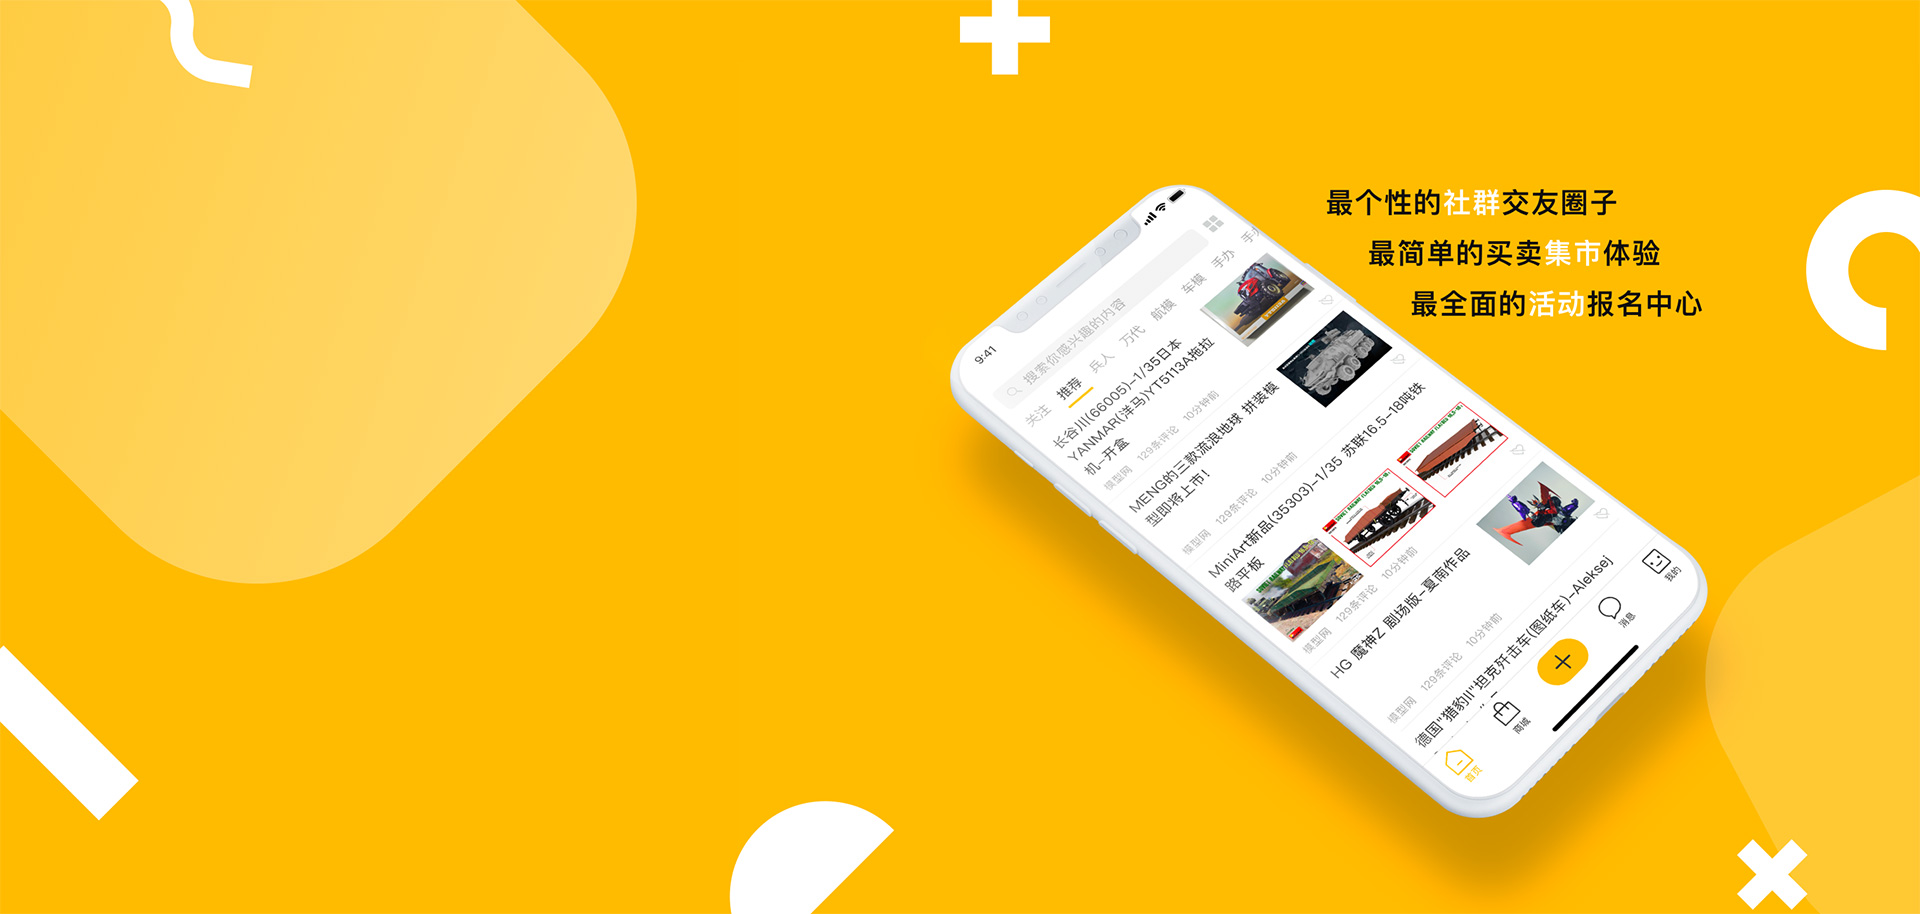 最个性的社群交友圈子
最简单的买卖集市体验
最全面的活动报名中心
9:41
搜索你感兴趣的内容
关注 推荐 兵人 万代 航模 车模 手办 手办
长谷川(66005)-1/35日本
YANMAR(洋马)YT5113A拖拉
机-开盒
模型网 129条评论 10分钟前
MENG的三款流浪地球 拼装模
型即将上市!
模型网 129条评论 10分钟前
MiniArt新品(35303)-1/35 苏联16.5-18吨铁
路平板
模型网 129条评论 10分钟前
HG 魔神Z 剧场版-夏南作品
模型网 129条评论 10分钟前
德国"猎豹II"坦克歼击车(图纸车)-Aleksej
首页
商城
消息
我的